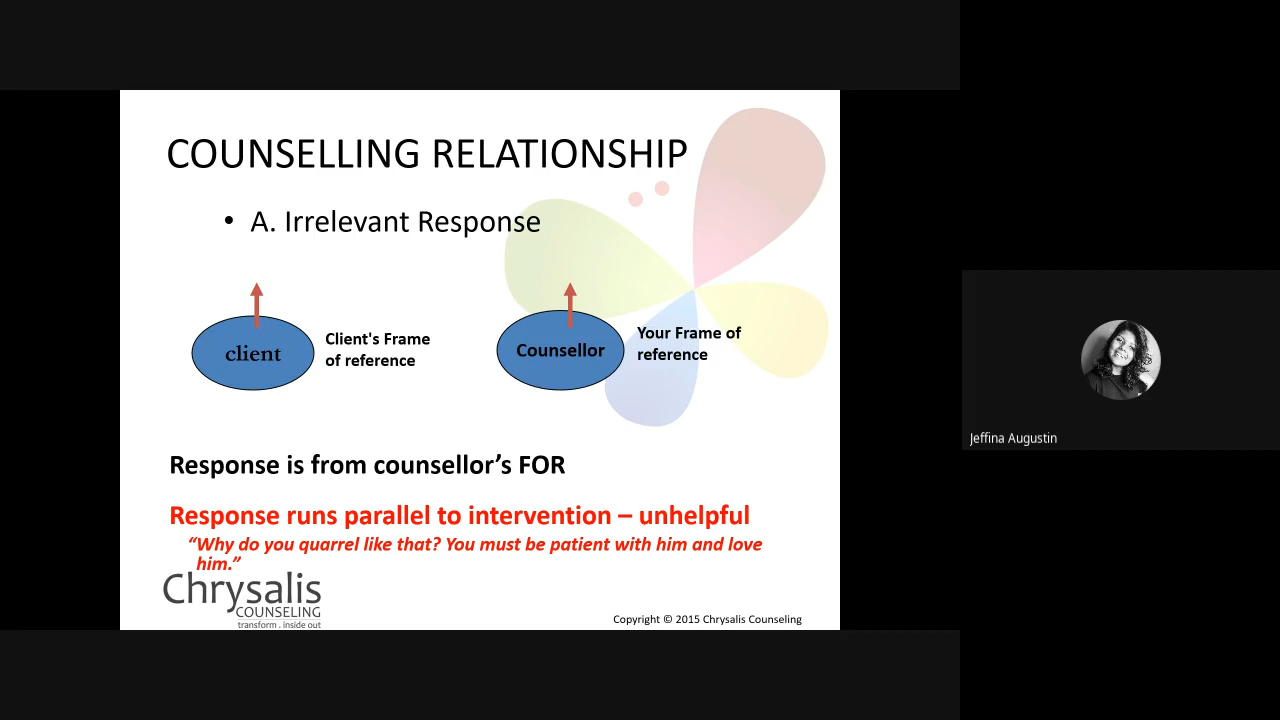 COUNSELLING RELATIONSHIP
• A. Irrelevant Response
client
Client's Frame
of reference
Counsellor
Your Frame of
reference
Response is from counsellor’s FOR
Response runs parallel to intervention – unhelpful
“Why do you quarrel like that? You must be patient with him and love
him.”
Chrysalis
COUNSELING
transform . inside out
Copyright © 2015 Chrysalis Counseling
Jeffina Augustin